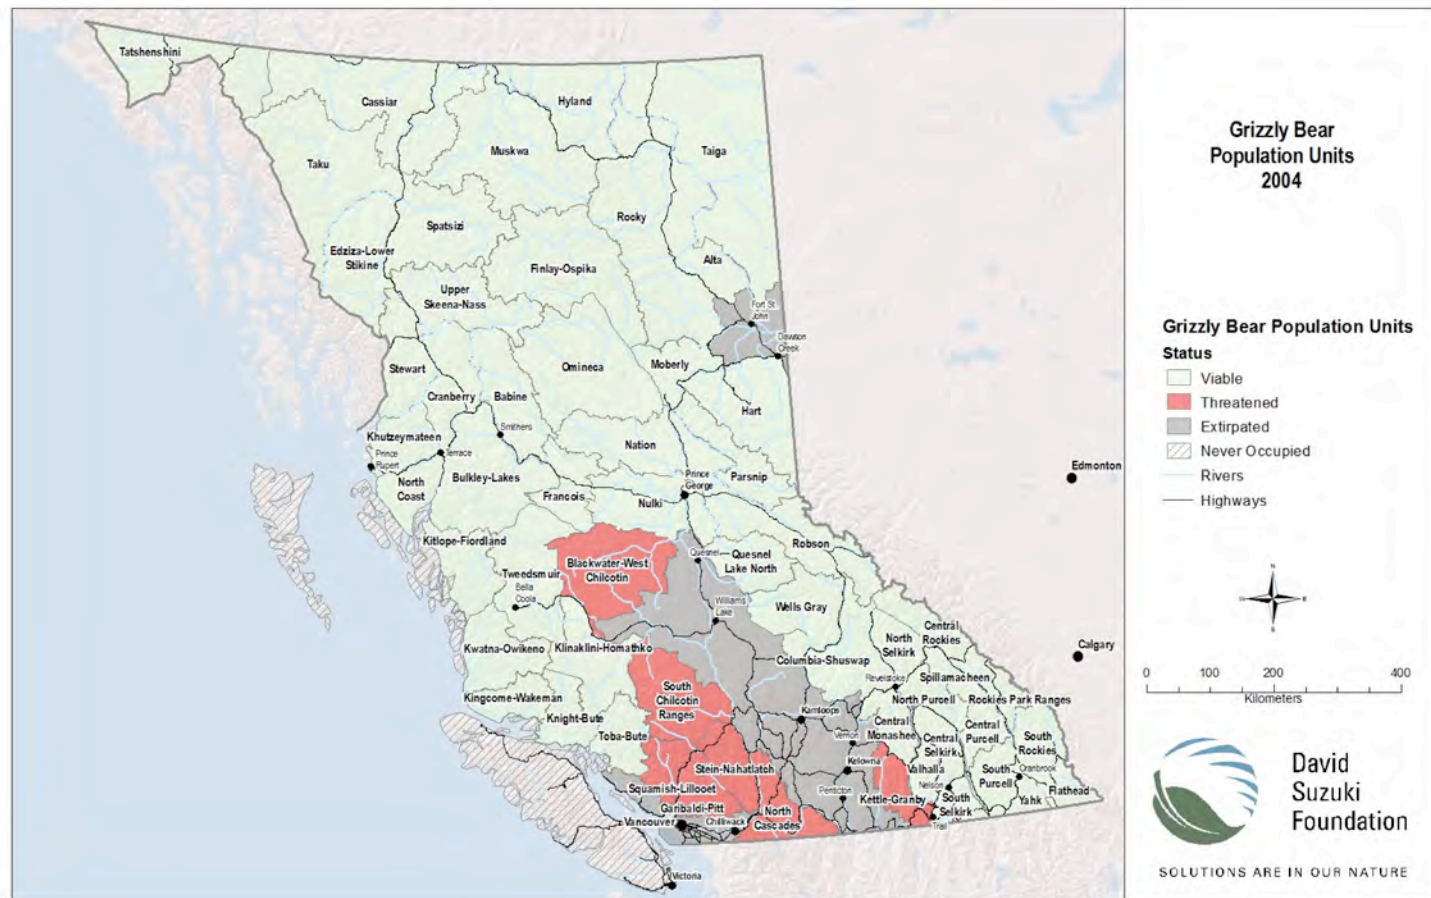 Tatshenshini
Cassiar
Hyland
Taiga
Muskwa
Taku
Rocky
Spatsizi
Edziza-Lower
Stikine
Alta
Finlay-Ospika
Upper
Skeena-Nass
Fort St
John
Dawson
Creek
Stewart
Omineca
Moberly
Cranberry
Babine
Hart
Smithers
Khutzeymateen
Nation
Prince
Rupert
Terrace
North
Coast
Bulkley-Lakes
Prince
George
Parsnip
Francois
Nulki
Edmonton
Kitlope-Fiordland
Robson
Quesnel
Quesnel
Lake North
Blackwater-West
Chilcotin
Tweedsmuir
Bella
Coola
Williams
Lake
Wells Gray
Central
Rockies
North
Selkirk
Calgary
Kwatna-Owikeno
Klinaklini-Homathko
Columbia-Shuswap
Revelstoke
Spillamacheen
South
Chilcotin
Ranges
Kingcome-Wakeman
North Purcell
Rockies Park Ranges
Knight-Bute
Kamloops
Central
Monashee
Central
Purcell
Toba-Bute
Vernon
Central
Selkirk
South
Rockies
Stein-Nahatlatch
Kelowna
Valhalla
South
Purcell
Cranbrook
Squamish-Lillooet
Penticton
Kettle-Granby
Nelson
Yahk
Flathead
Garibaldi-Pitt
South
Selkirk
Vancouver
Chilliwack
North
Cascades
Trail
Victoria
Grizzly Bear
Population Units
2004
Grizzly Bear Population Units
Status
Viable
Threatened
Extirpated
Never Occupied
Rivers
Highways
N
W
E
S
0 100 200 400
Kilometers
David
Suzuki
Foundation
SOLUTIONS ARE IN OUR NATURE